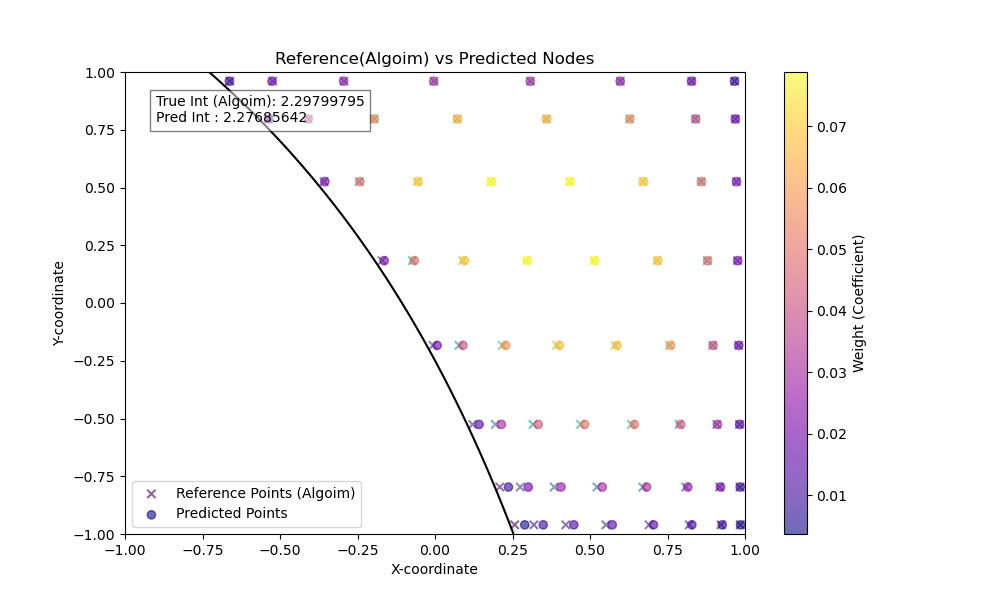 Reference(Algoim) vs Predicted Nodes
True Int (Algoim): 2.29799795
Pred Int : 2.27685642
Y-coordinate
1.00
0.75
0.50
0.25
0.00
−0.25
−0.50
−0.75
−1.00
Reference Points (Algoim)
Predicted Points
−1.00 −0.75 −0.50 −0.25 0.00 0.25 0.50 0.75 1.00
X-coordinate
0.07
0.06
0.05
0.04
0.03
0.02
0.01
Weight (Coefficient)